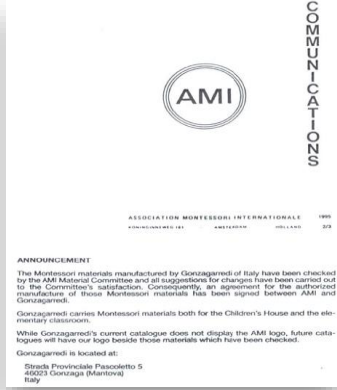 COMMUNICATIONS
AMI
ASSOCIATION MONTESSORI INTERNATIONALE 1995
KONINGINNEWEG 161 AMSTERDAM HOLLAND 2/3
ANNOUNCEMENT
The Montessori materials manufactured by Gonzagarredi of Italy have been checked
by the AMI Material Committee and all suggestions for changes have been carried out
to the Committee's satisfaction. Consequently, an agreement for the authorized
manufacture of those Montessori materials has been signed between AMI and
Gonzagarredi.
Gonzagarredi carries Montessori materials both for the Children's House and the ele-
mentary classroom.
While Gonzagarredi's current catalogue does not display the AMI logo, future cata-
logues will have our logo beside those materials which have been checked.
Gonzagarredi is located at:
Strada Provinciale Pascoletto 5
46023 Gonzaga (Mantova)
Italy